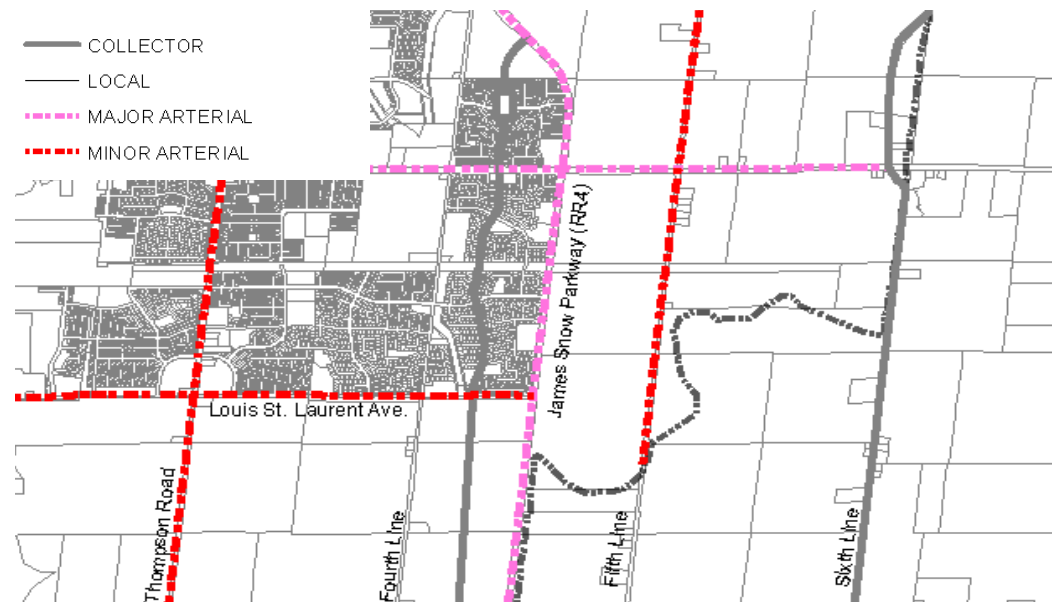 COLLECTOR
LOCAL
MAJOR ARTERIAL
MINOR ARTERIAL
James Snow Parkway (RR4)
Louis St. Laurent Ave.
Thompson Road
Fourth Line
Fifth Line
Sixth Line